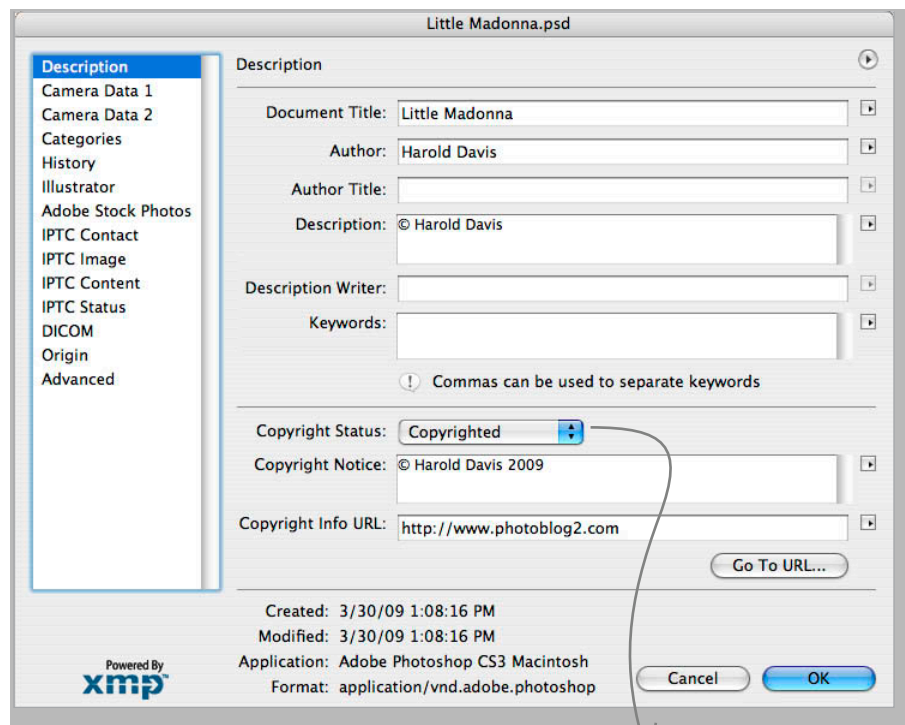 Little Madonna.psd
Description
Camera Data 1
Camera Data 2
Categories
History
Illustrator
Adobe Stock Photos
IPTC Contact
IPTC Image
IPTC Content
IPTC Status
DICOM
Origin
Advanced
Powered By
xmp™
Description
Document Title: Little Madonna
Author: Harold Davis
Author Title:
Description: © Harold Davis
Description Writer:
Keywords:
! Commas can be used to separate keywords
Copyright Status: Copyrighted
Copyright Notice: © Harold Davis 2009
Copyright Info URL: http://www.photoblog2.com
Go To URL...
Created: 3/30/09 1:08:16 PM
Modified: 3/30/09 1:08:16 PM
Application: Adobe Photoshop CS3 Macintosh
Format: application/vnd.adobe.photoshop
Cancel
OK